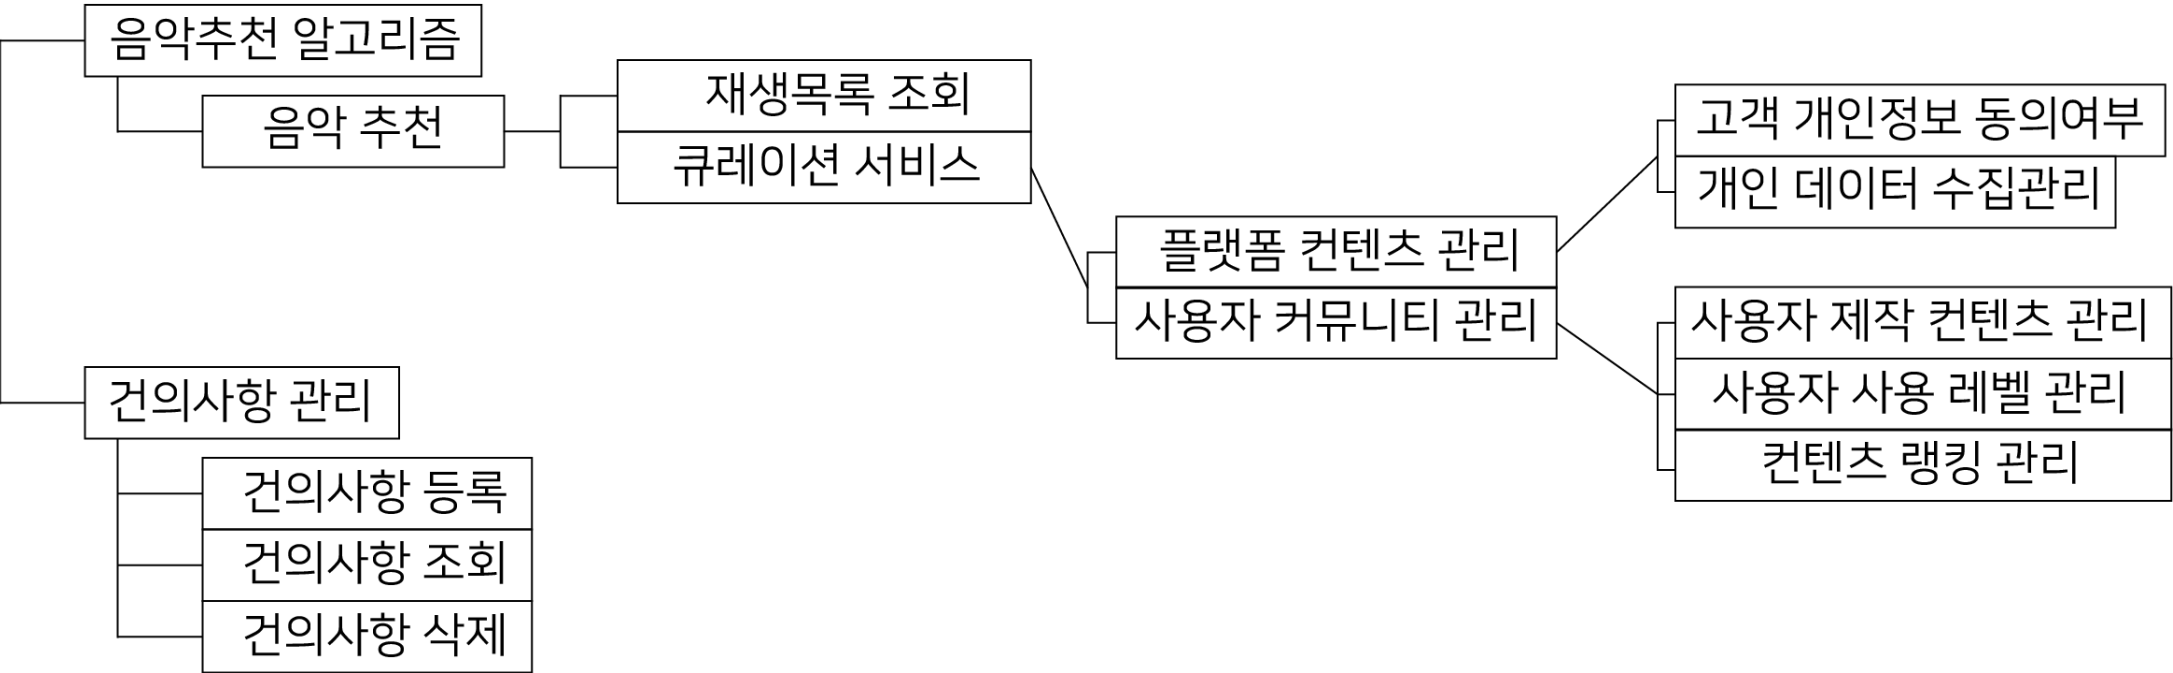 음악추천 알고리즘
음악 추천
재생목록 조회
큐레이션 서비스
플랫폼 컨텐츠 관리
사용자 커뮤니티 관리
고객 개인정보 동의여부
개인 데이터 수집관리
사용자 제작 컨텐츠 관리
사용자 사용 레벨 관리
컨텐츠 랭킹 관리
건의사항 관리
건의사항 등록
건의사항 조회
건의사항 삭제